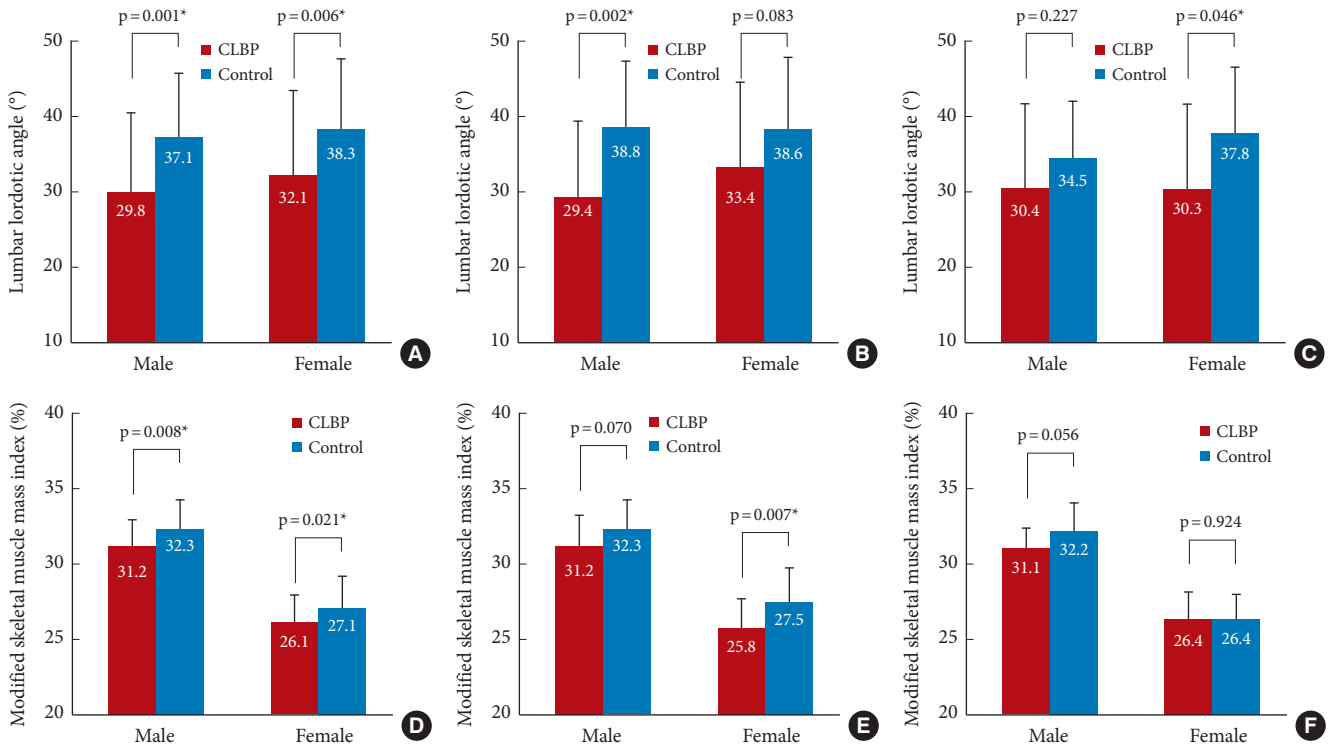 p = 0.001*
p = 0.006*
50
40
30
20
10
Lumbar lordotic angle (°)
CLBP
Control
29.8
37.1
32.1
38.3
Male
Female
A
p = 0.002*
p = 0.083
50
40
30
20
10
Lumbar lordotic angle (°)
CLBP
Control
29.4
38.8
33.4
38.6
Male
Female
B
p = 0.227
p = 0.046*
50
40
30
20
10
Lumbar lordotic angle (°)
CLBP
Control
30.4
34.5
30.3
37.8
Male
Female
C
40
35
30
25
20
Modified skeletal muscle mass index (%)
CLBP
Control
p = 0.008*
p = 0.021*
31.2
32.3
26.1
27.1
Male
Female
D
40
35
30
25
20
Modified skeletal muscle mass index (%)
CLBP
Control
p = 0.070
p = 0.007*
31.2
32.3
25.8
27.5
Male
Female
E
40
35
30
25
20
Modified skeletal muscle mass index (%)
CLBP
Control
p = 0.056
p = 0.924
31.1
32.2
26.4
26.4
Male
Female
F